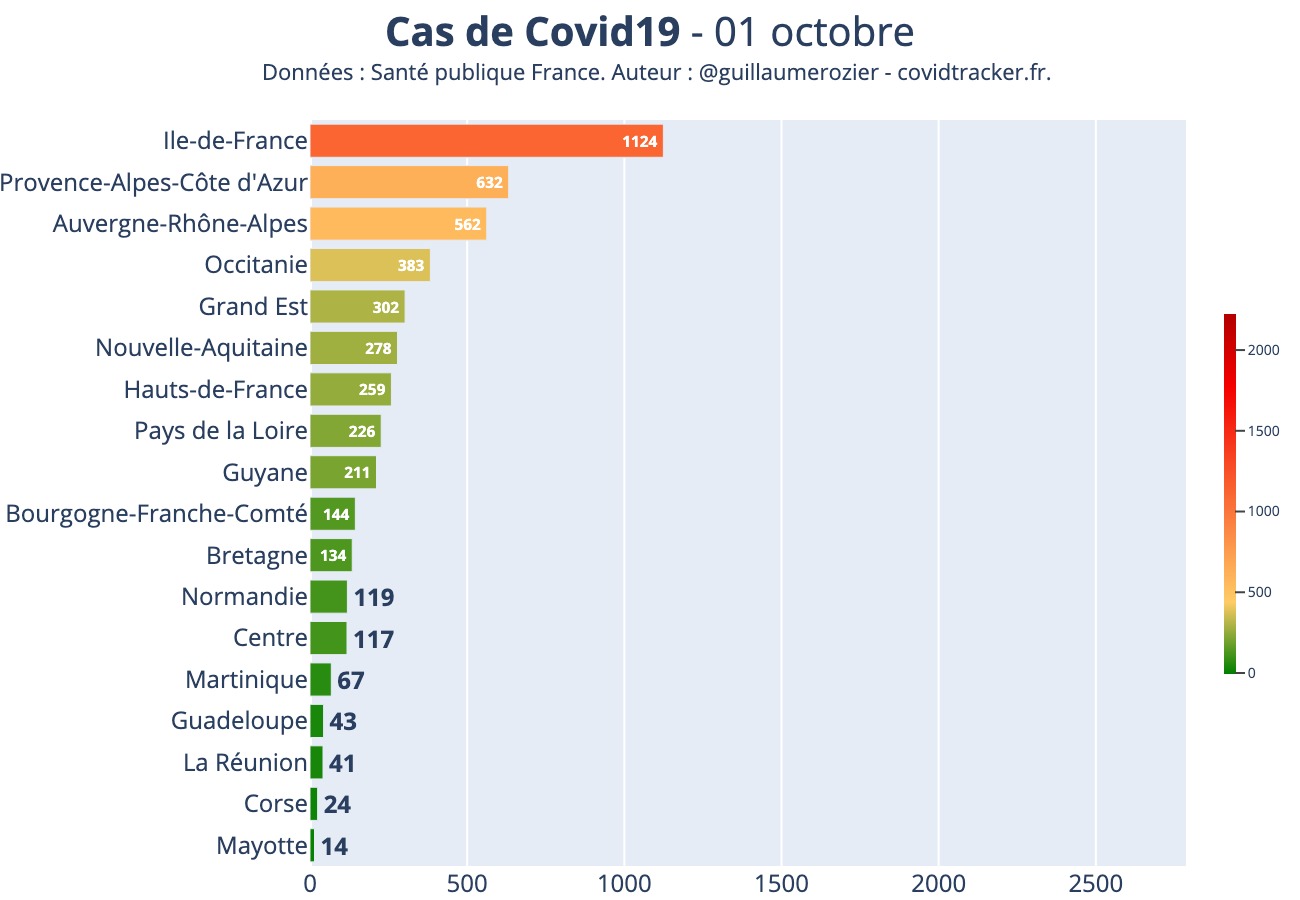 Cas de Covid19 - 01 octobre
Données : Santé publique France. Auteur : @guillaumerozier - covidtracker.fr.
Ile-de-France 1124
Provence-Alpes-Côte d'Azur 632
Auvergne-Rhône-Alpes 562
Occitanie 383
Grand Est 302
Nouvelle-Aquitaine 278
Hauts-de-France 259
Pays de la Loire 226
Guyane 211
Bourgogne-Franche-Comté 144
Bretagne 134
Normandie 119
Centre 117
Martinique 67
Guadeloupe 43
La Réunion 41
Corse 24
Mayotte 14
0 500 1000 1500 2000 2500
2000
1500
1000
500
0